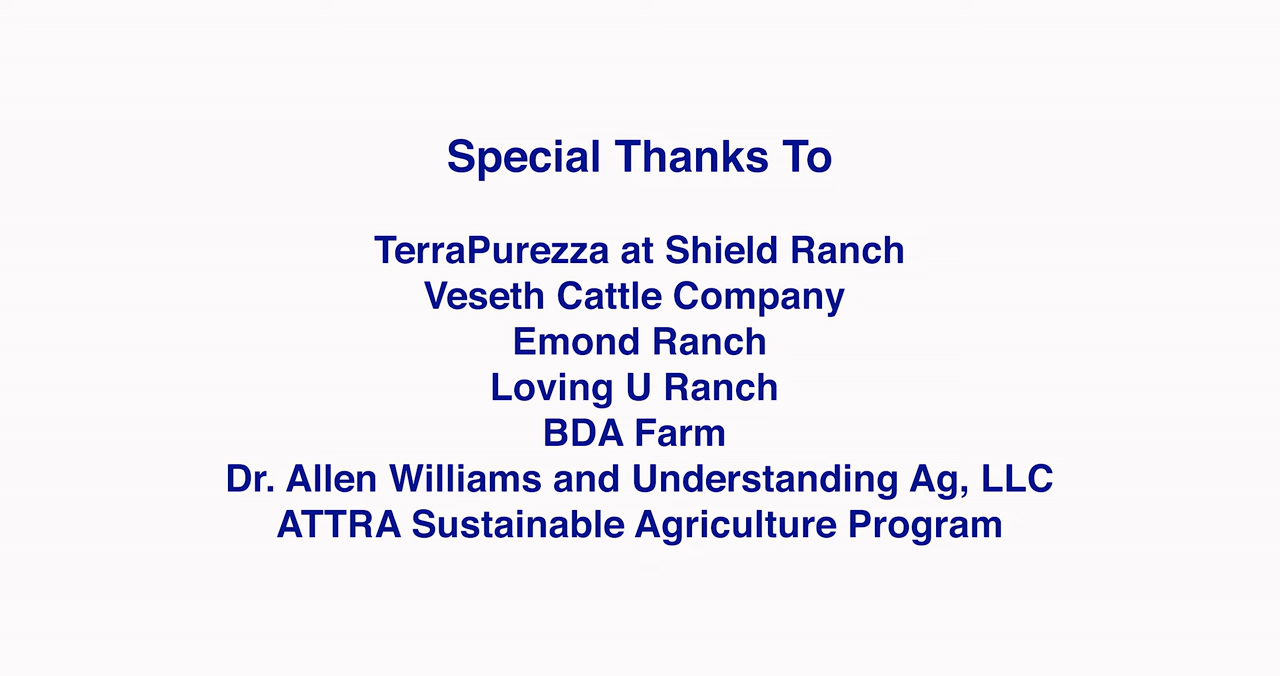 Special Thanks To
TerraPurezza at Shield Ranch
Veseth Cattle Company
Emond Ranch
Loving U Ranch
BDA Farm
Dr. Allen Williams and Understanding Ag, LLC
ATTRA Sustainable Agriculture Program